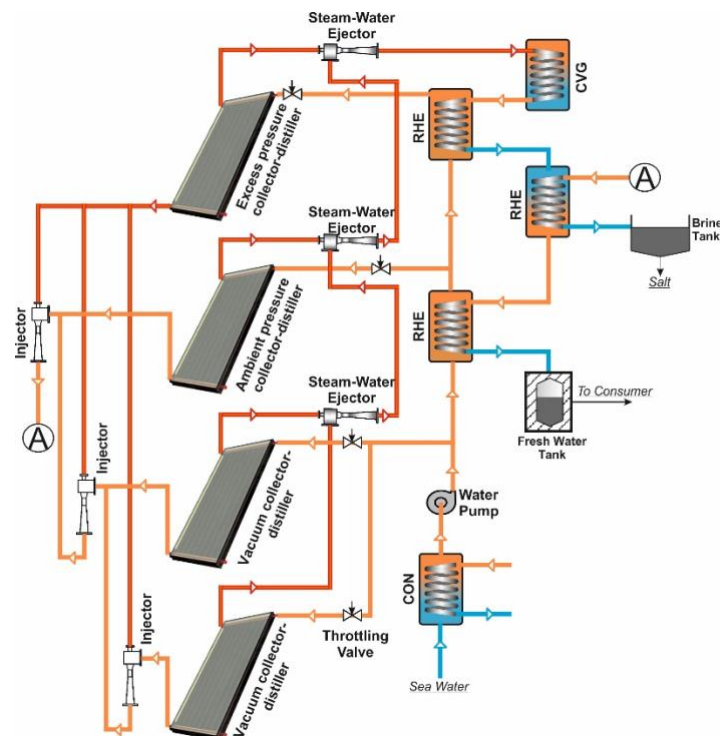 Steam-Water
Ejector
CVG
RHE
Excess pressure
collector-distiller
RHE
A
Brine
Tank
Salt
Steam-Water
Ejector
Injector
Ambient pressure
collector-distiller
RHE
To Consumer
Fresh Water
Tank
A
Steam-Water
Ejector
Injector
Vacuum collector-
distiller
Water
Pump
CON
Injector
Vacuum collector-
distiller
Throttling
Valve
Sea Water